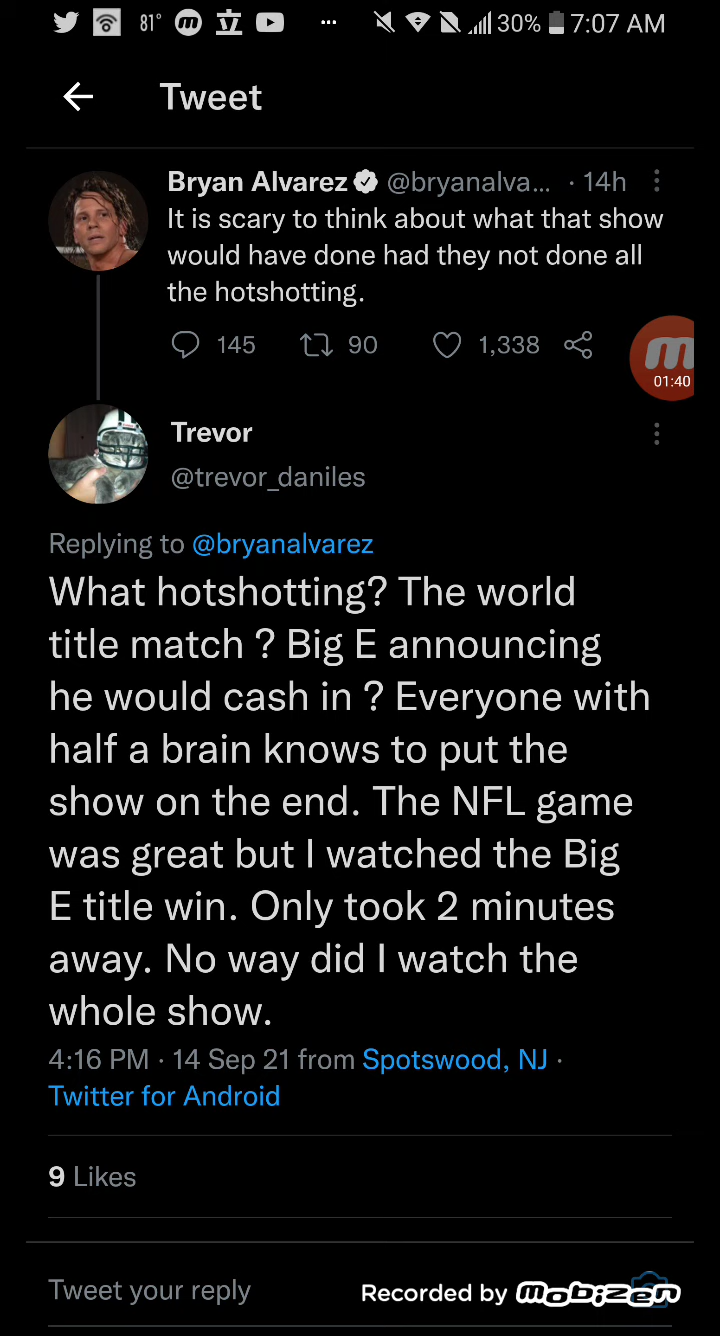 81° 30% 7:07 AM
Tweet
Bryan Alvarez @bryanalva... · 14h
It is scary to think about what that show
would have done had they not done all
the hotshotting.
145 90 1,338
01:40
Trevor
@trevor_daniles
Replying to @bryanalvarez
What hotshotting? The world
title match ? Big E announcing
he would cash in ? Everyone with
half a brain knows to put the
show on the end. The NFL game
was great but I watched the Big
E title win. Only took 2 minutes
away. No way did I watch the
whole show.
4:16 PM · 14 Sep 21 from Spotswood, NJ ·
Twitter for Android
9 Likes
Tweet your reply
Recorded by mobizen